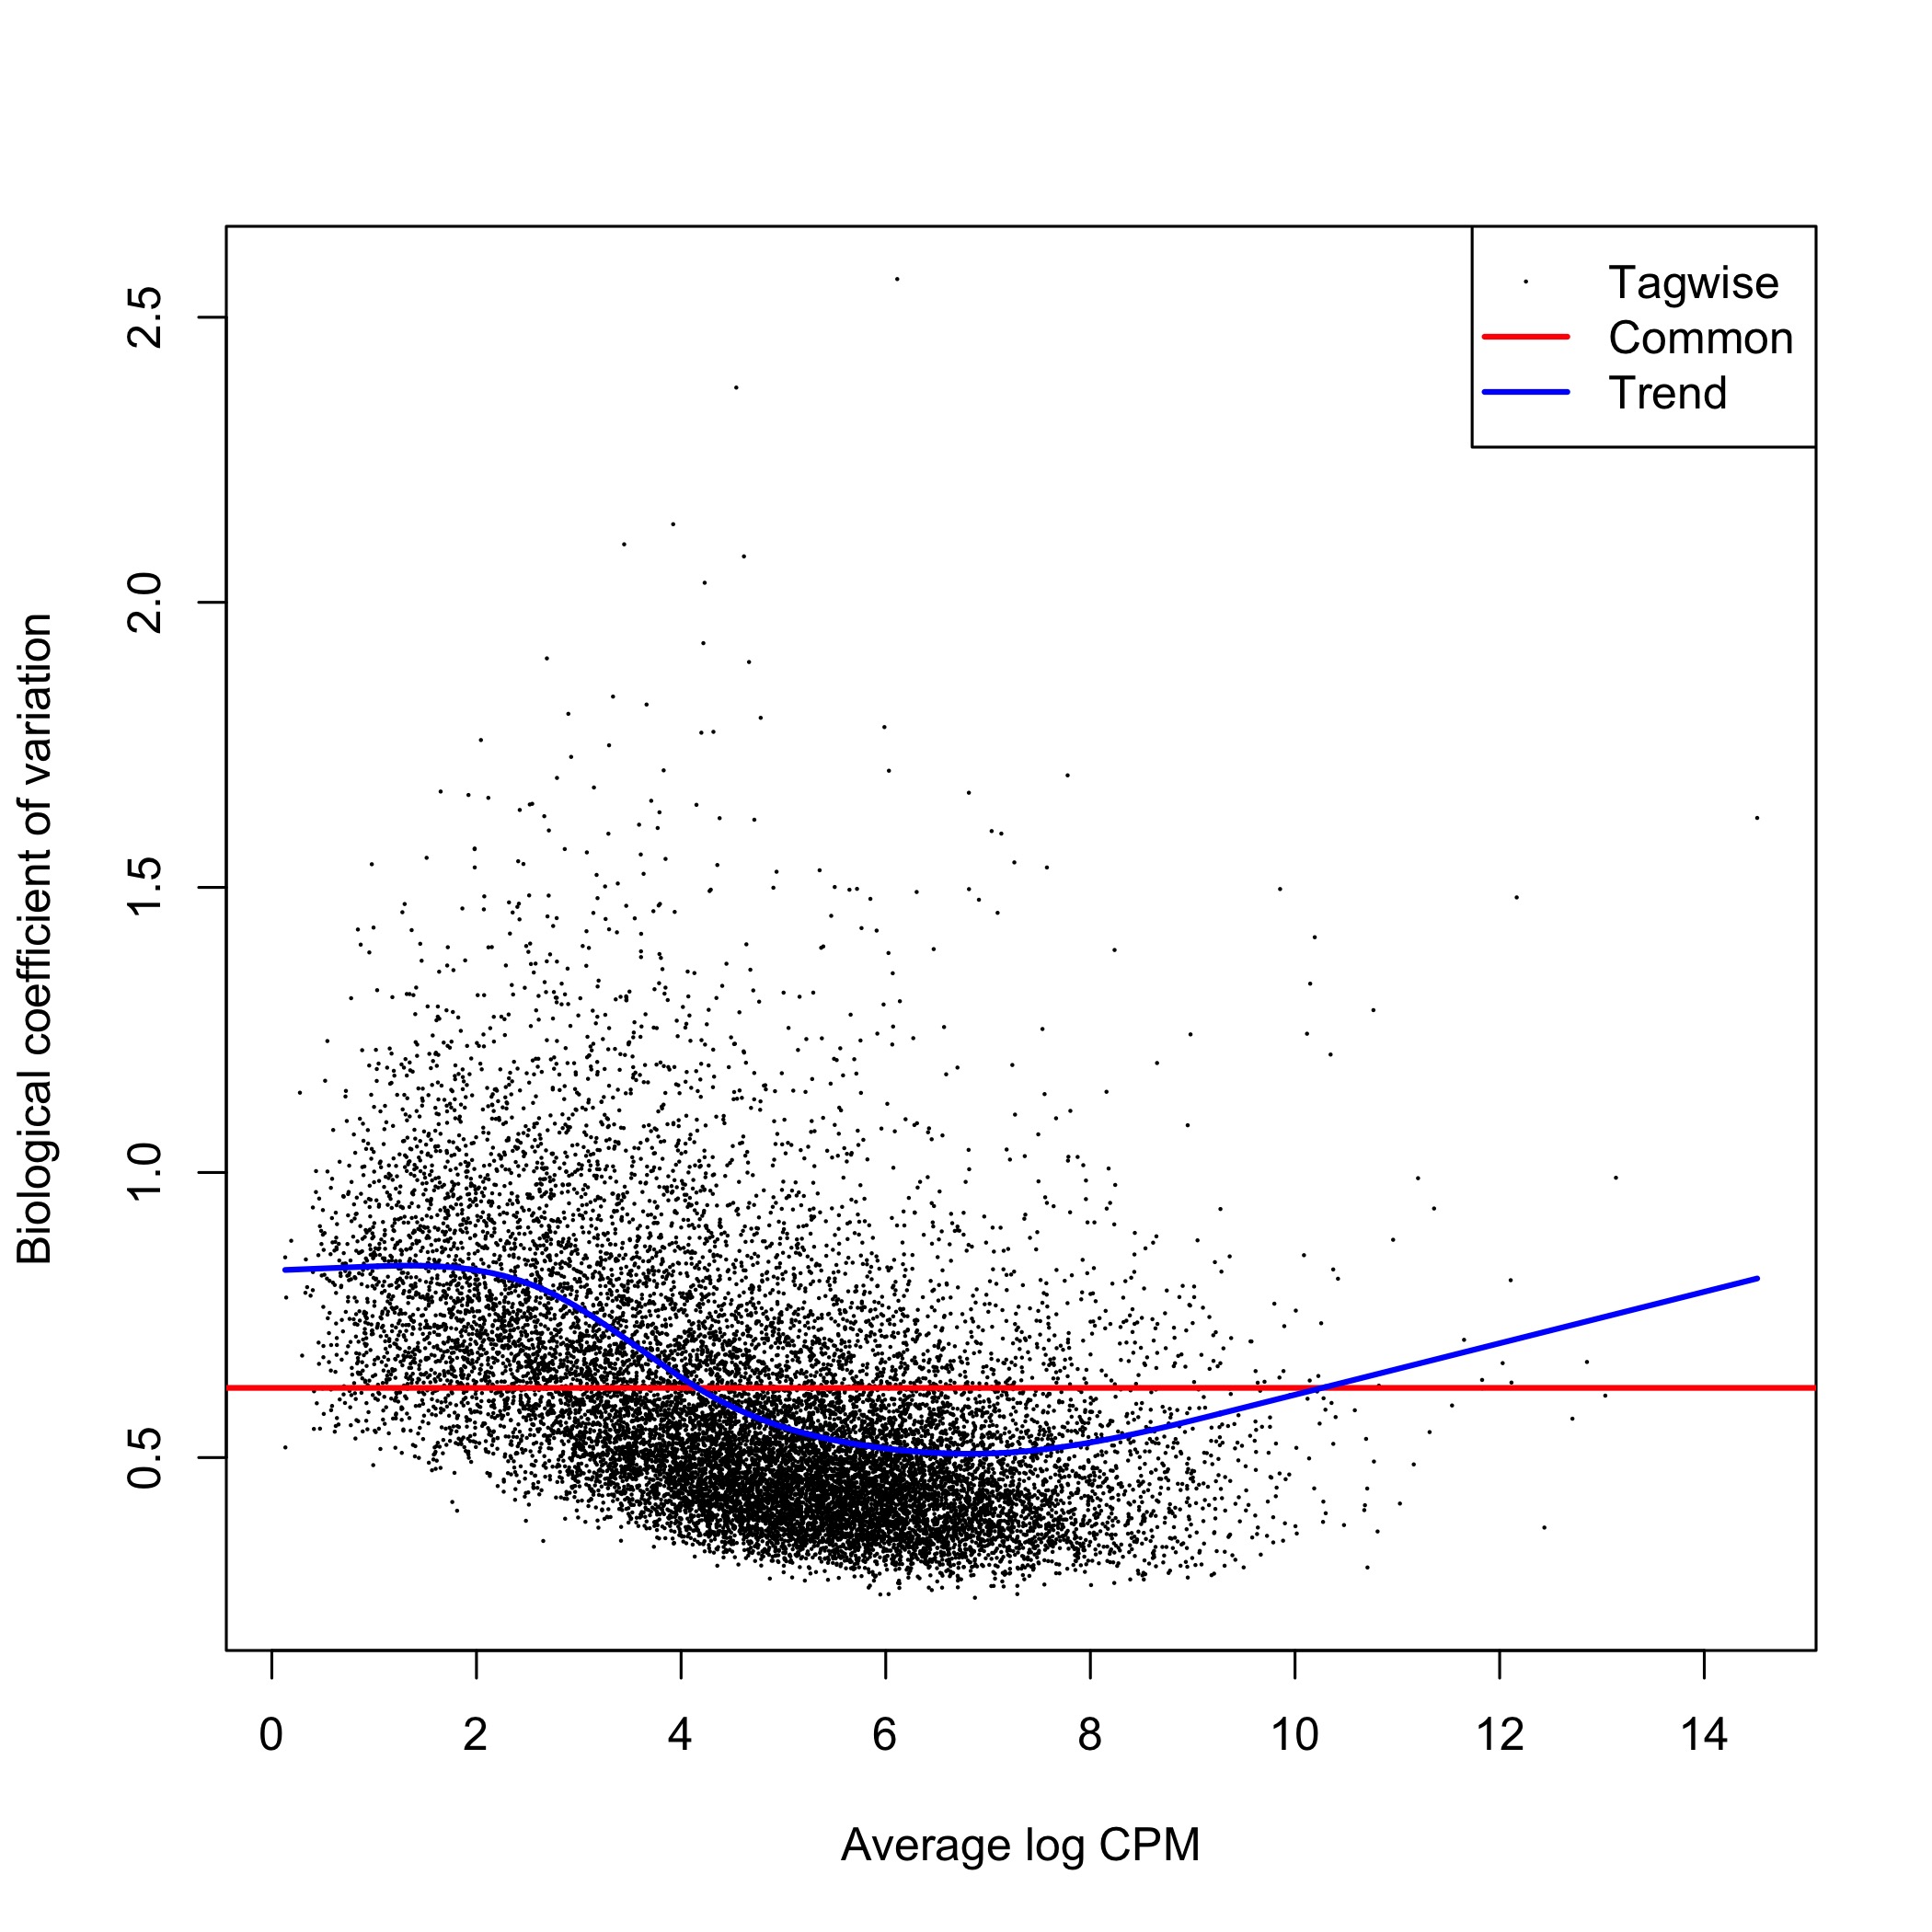 Tagwise
Common
Trend
Biological coefficient of variation
2.5
2.0
1.5
1.0
0.5
0 2 4 6 8 10 12 14
Average log CPM